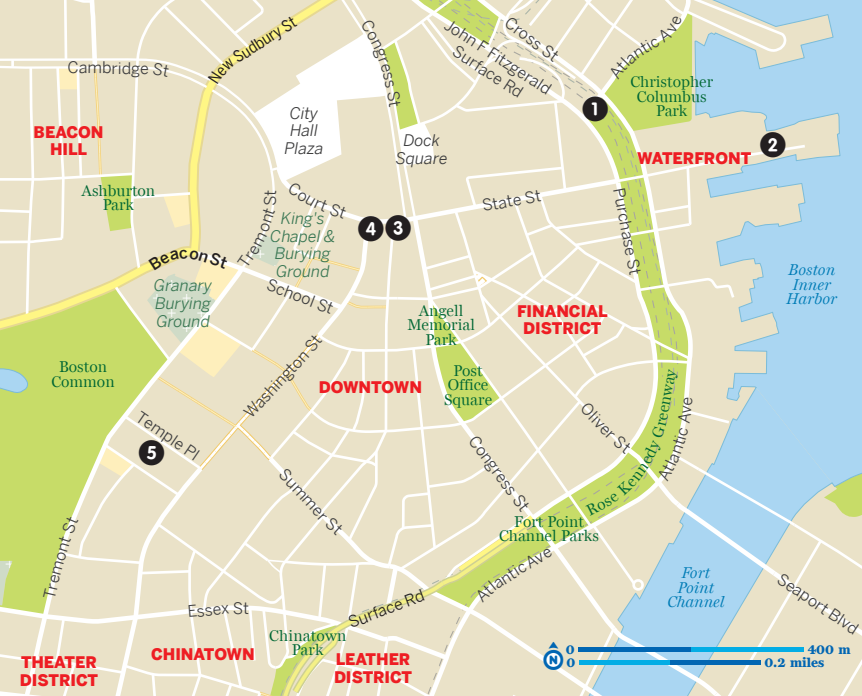 New Sudbury St
Congress St
John F Fitzgerald
Surface Rd
Cross St
Atlantic Ave
Cambridge St
City
Hall
Plaza
Dock
Square
Christopher
Columbus
Park
1
2
WATERFRONT
BEACON
HILL
Ashburton
Park
Court St
Tremont St
King's
Chapel &
Burying
Ground
4
3
State St
Purchase St
Beacon St
Granary
Burying
Ground
School St
Boston
Inner
Harbor
Angell
Memorial
Park
FINANCIAL
DISTRICT
Boston
Common
Washington St
DOWNTOWN
Post
Office
Square
Temple Pl
5
Oliver St
Rose Kennedy Greenway
Atlantic Ave
Summer St
Congress St
Fort Point
Channel Parks
Tremont St
Atlantic Ave
Fort
Point
Channel
Seaport Blvd
Essex St
Surface Rd
Chinatown
Park
CHINATOWN
THEATER
DISTRICT
LEATHER
DISTRICT
N
0 400 m
0 0.2 miles